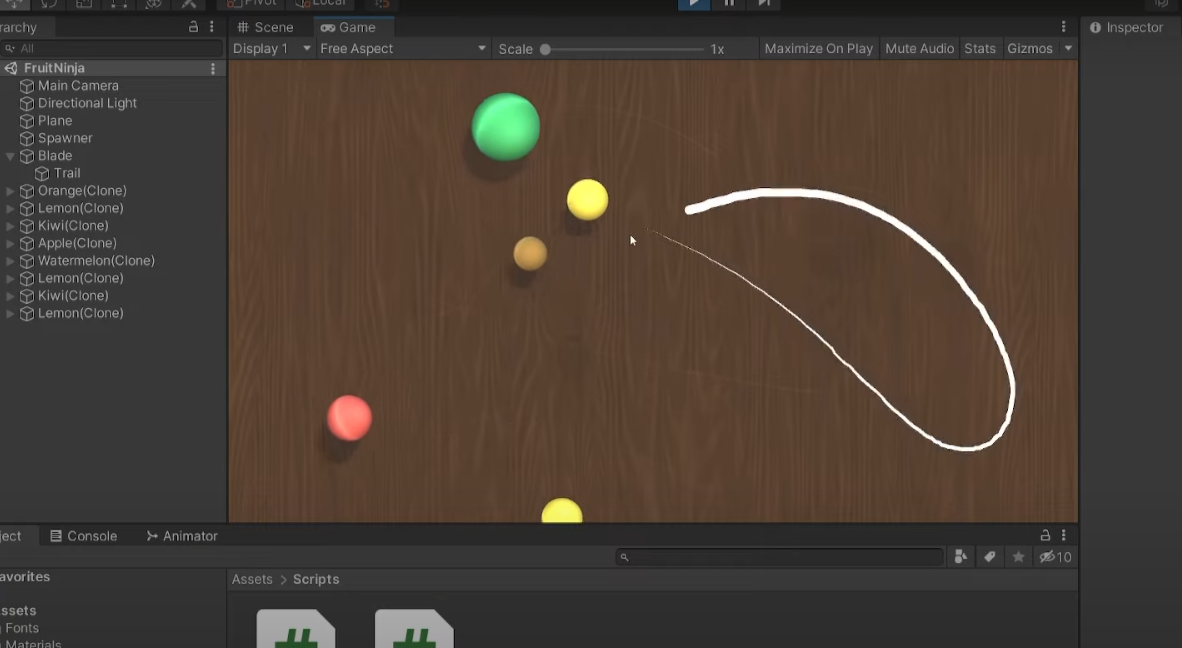 Pivot Local
rarchy
Scene Game
Inspector
All
Display 1 Free Aspect Scale 1x Maximize On Play Mute Audio Stats Gizmos
FruitNinja
Main Camera
Directional Light
Plane
Spawner
Blade
Trail
Orange(Clone)
Lemon(Clone)
Kiwi(Clone)
Apple(Clone)
Watermelon(Clone)
Lemon(Clone)
Kiwi(Clone)
Lemon(Clone)
ject Console Animator
10
avorites
Assets > Scripts
ssets
Fonts
Materials
# #